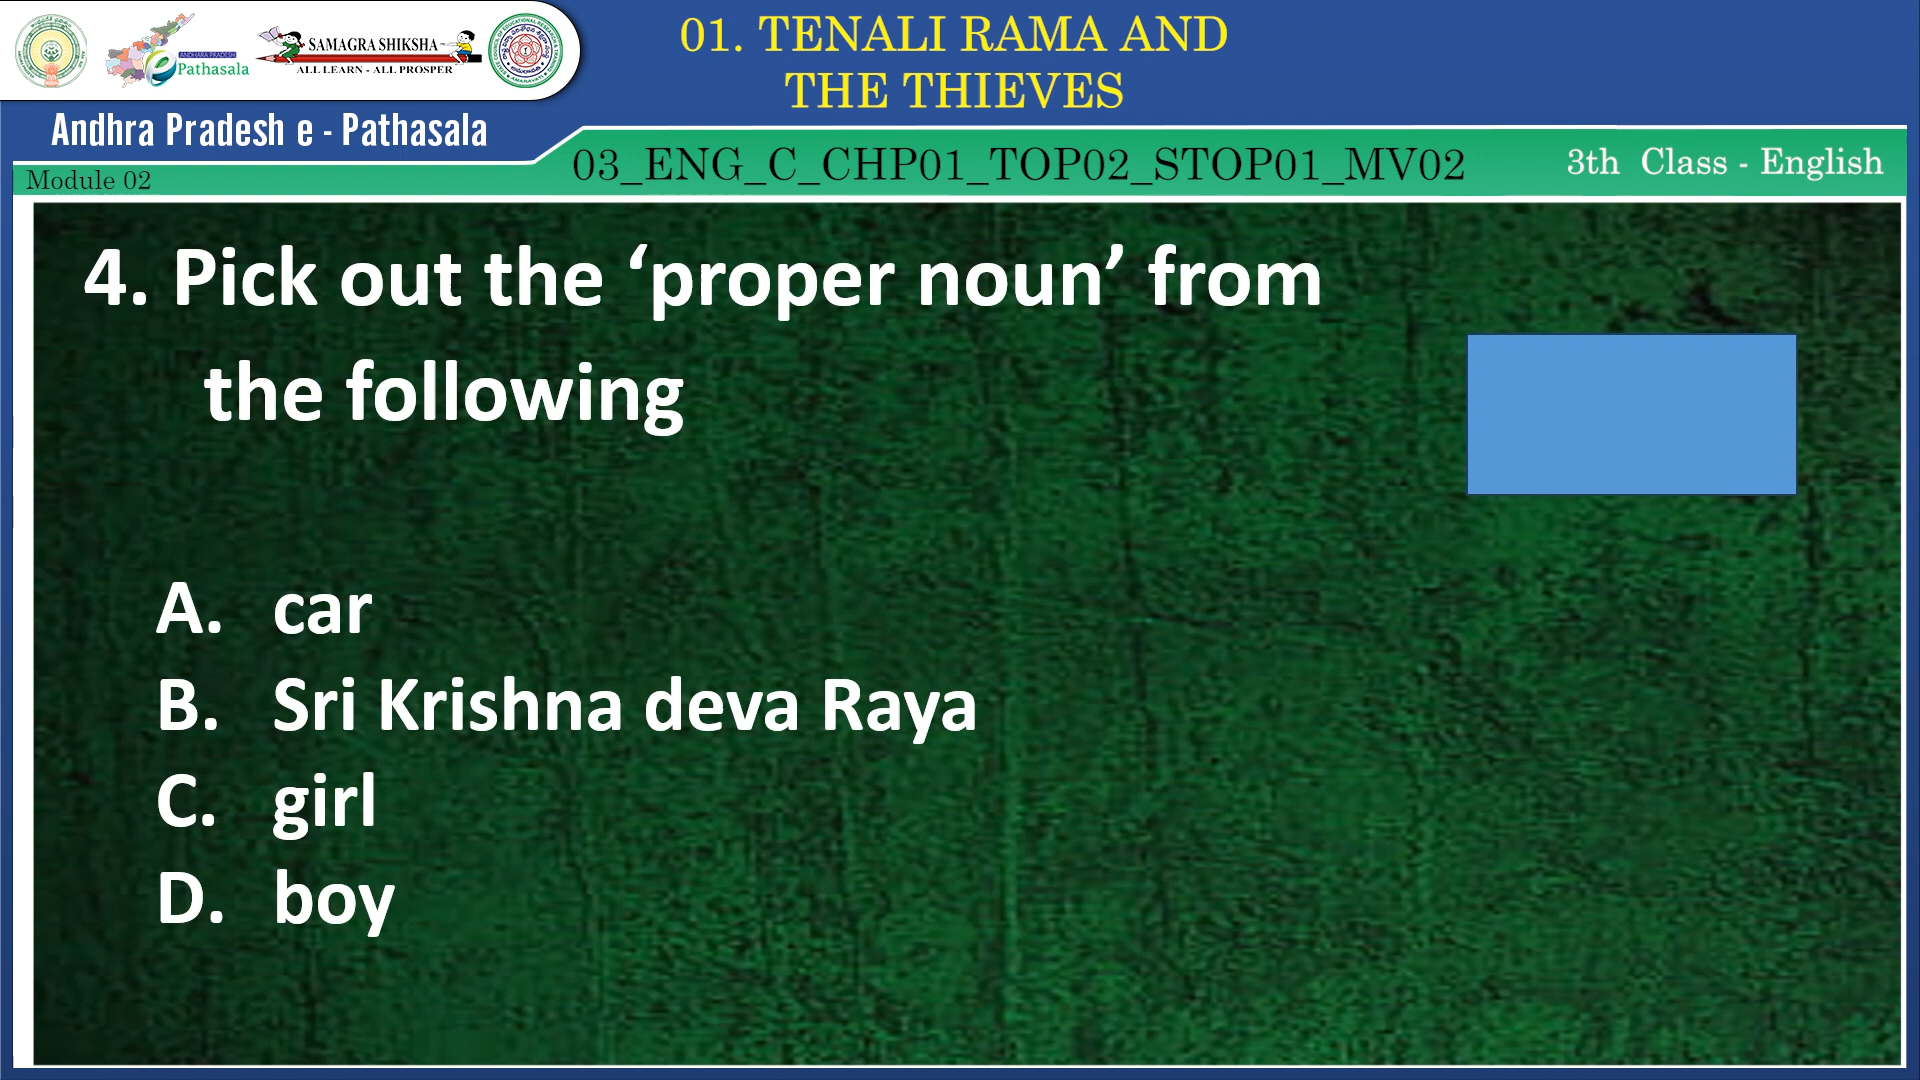 01. TENALI RAMA AND
THE THIEVES
ANDHRA PRADESH
e Pathasala
SAMAGRA SHIKSHA
ALL LEARN - ALL PROSPER
Andhra Pradesh e - Pathasala
Module 02
03_ENG_C_CHP01_TOP02_STOP01_MV02
3th Class - English
4. Pick out the ‘proper noun’ from
the following
A. car
B. Sri Krishna deva Raya
C. girl
D. boy